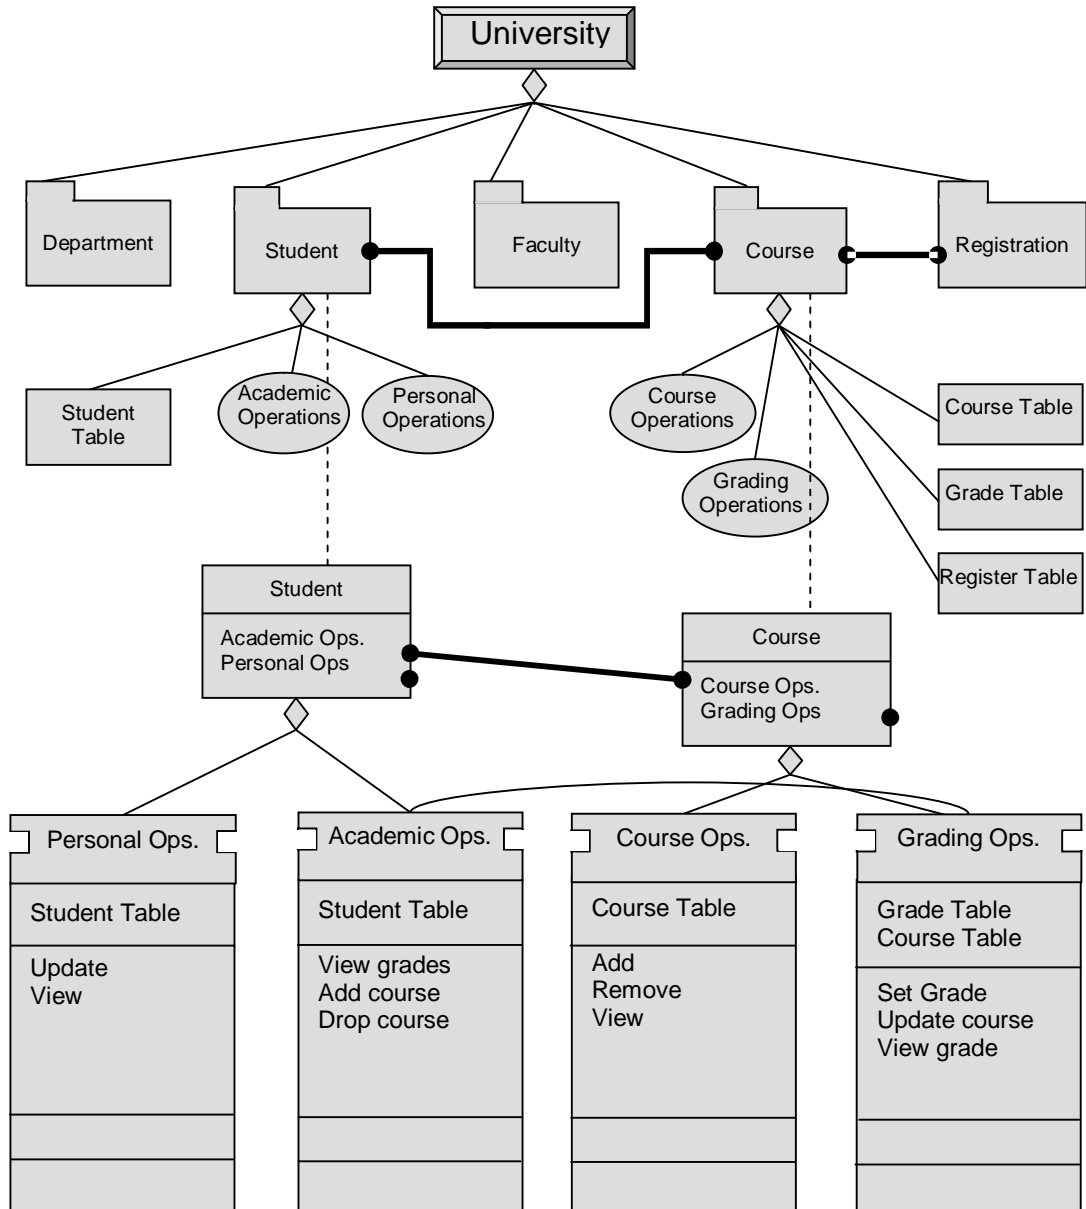 University
Department
Student
Faculty
Course
Registration
Student
Table
Academic
Operations
Personal
Operations
Course
Operations
Grading
Operations
Course Table
Grade Table
Register Table
Student
Academic Ops.
Personal Ops
Course
Course Ops.
Grading Ops
Personal Ops.
Student Table
Update
View
Academic Ops.
Student Table
View grades
Add course
Drop course
Course Ops.
Course Table
Add
Remove
View
Grading Ops.
Grade Table
Course Table
Set Grade
Update course
View grade